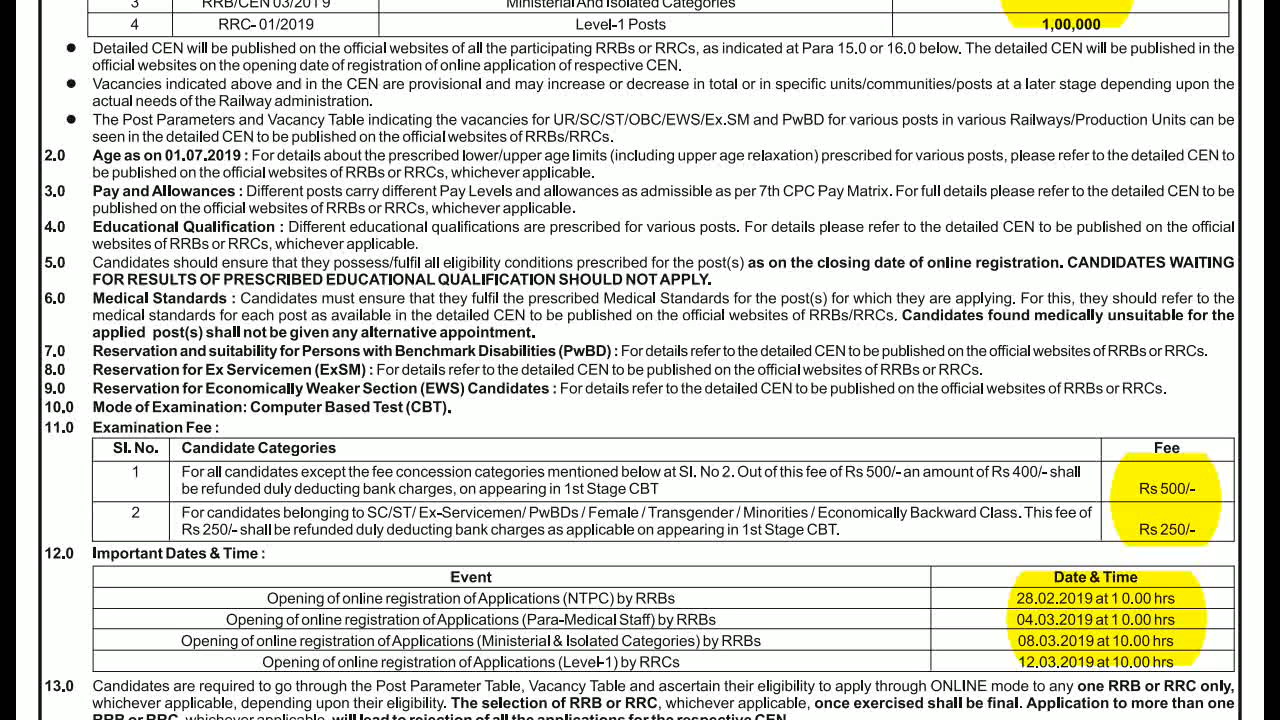 3 RRB/CEN 03/2019 Ministerial And Isolated Categories
4 RRC- 01/2019 Level-1 Posts 1,00,000
● Detailed CEN will be published on the official websites of all the participating RRBs or RRCs, as indicated at Para 15.0 or 16.0 below. The detailed CEN will be published in the
official websites on the opening date of registration of online application of respective CEN.
● Vacancies indicated above and in the CEN are provisional and may increase or decrease in total or in specific units/communities/posts at a later stage depending upon the
actual needs of the Railway administration.
● The Post Parameters and Vacancy Table indicating the vacancies for UR/SC/ST/OBC/EWS/Ex.SM and PwBD for various posts in various Railways/Production Units can be
seen in the detailed CEN to be published on the official websites of RRBs/RRCs.
2.0 Age as on 01.07.2019 : For details about the prescribed lower/upper age limits (including upper age relaxation) prescribed for various posts, please refer to the detailed CEN to
be published on the official websites of RRBs or RRCs, whichever applicable.
3.0 Pay and Allowances : Different posts carry different Pay Levels and allowances as admissible as per 7th CPC Pay Matrix. For full details please refer to the detailed CEN to be
published on the official websites of RRBs or RRCs, whichever applicable.
4.0 Educational Qualification : Different educational qualifications are prescribed for various posts. For details please refer to the detailed CEN to be published on the official
websites of RRBs or RRCs, whichever applicable.
5.0 Candidates should ensure that they possess/fulfil all eligibility conditions prescribed for the post(s) as on the closing date of online registration. CANDIDATES WAITING
FOR RESULTS OF PRESCRIBED EDUCATIONAL QUALIFICATION SHOULD NOT APPLY.
6.0 Medical Standards : Candidates must ensure that they fulfil the prescribed Medical Standards for the post(s) for which they are applying. For this, they should refer to the
medical standards for each post as available in the detailed CEN to be published on the official websites of RRBs/RRCs. Candidates found medically unsuitable for the
applied post(s) shall not be given any alternative appointment.
7.0 Reservation and suitability for Persons with Benchmark Disabilities (PwBD) : For details refer to the detailed CEN to be published on the official websites of RRBs or RRCs.
8.0 Reservation for Ex Servicemen (ExSM) : For details refer to the detailed CEN to be published on the official websites of RRBs or RRCs.
9.0 Reservation for Economically Weaker Section (EWS) Candidates : For details refer to the detailed CEN to be published on the official websites of RRBs or RRCs.
10.0 Mode of Examination: Computer Based Test (CBT).
11.0 Examination Fee :
Sl. No. Candidate Categories Fee
1 For all candidates except the fee concession categories mentioned below at Sl. No 2. Out of this fee of Rs 500/- an amount of Rs 400/- shall
be refunded duly deducting bank charges, on appearing in 1st Stage CBT Rs 500/-
2 For candidates belonging to SC/ST/ Ex-Servicemen/ PwBDs / Female / Transgender / Minorities / Economically Backward Class. This fee of
Rs 250/- shall be refunded duly deducting bank charges as applicable on appearing in 1st Stage CBT. Rs 250/-
12.0 Important Dates & Time :
Event Date & Time
Opening of online registration of Applications (NTPC) by RRBs 28.02.2019 at 10.00 hrs
Opening of online registration of Applications (Para-Medical Staff) by RRBs 04.03.2019 at 10.00 hrs
Opening of online registration of Applications (Ministerial & Isolated Categories) by RRBs 08.03.2019 at 10.00 hrs
Opening of online registration of Applications (Level-1) by RRCs 12.03.2019 at 10.00 hrs
13.0 Candidates are required to go through the Post Parameter Table, Vacancy Table and ascertain their eligibility to apply through ONLINE mode to any one RRB or RRC only,
whichever applicable, depending upon their eligibility. The selection of RRB or RRC, whichever applicable, once exercised shall be final. Application to more than one
RRB or RRC, whichever applicable, will lead to rejection of all the applications for the respective CEN.